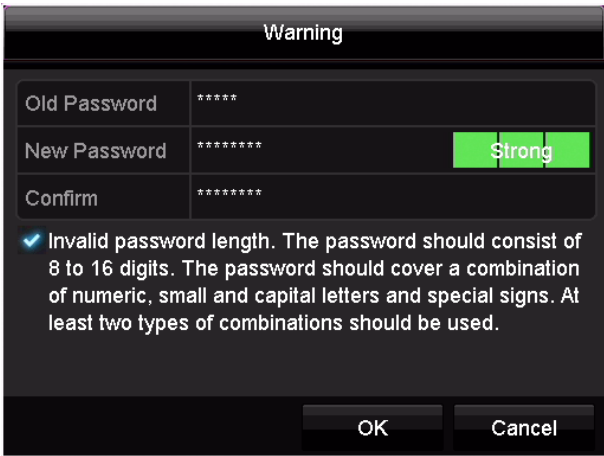 Warning
Old Password *****
New Password ******** Strong
Confirm ********
Invalid password length. The password should consist of
8 to 16 digits. The password should cover a combination
of numeric, small and capital letters and special signs. At
least two types of combinations should be used.
OK Cancel